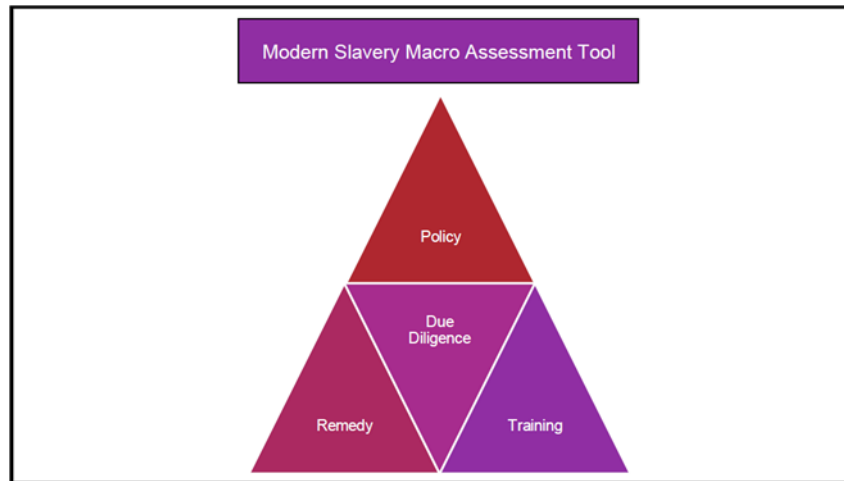 Modern Slavery Macro Assessment Tool
Policy
Due
Diligence
Remedy
Training